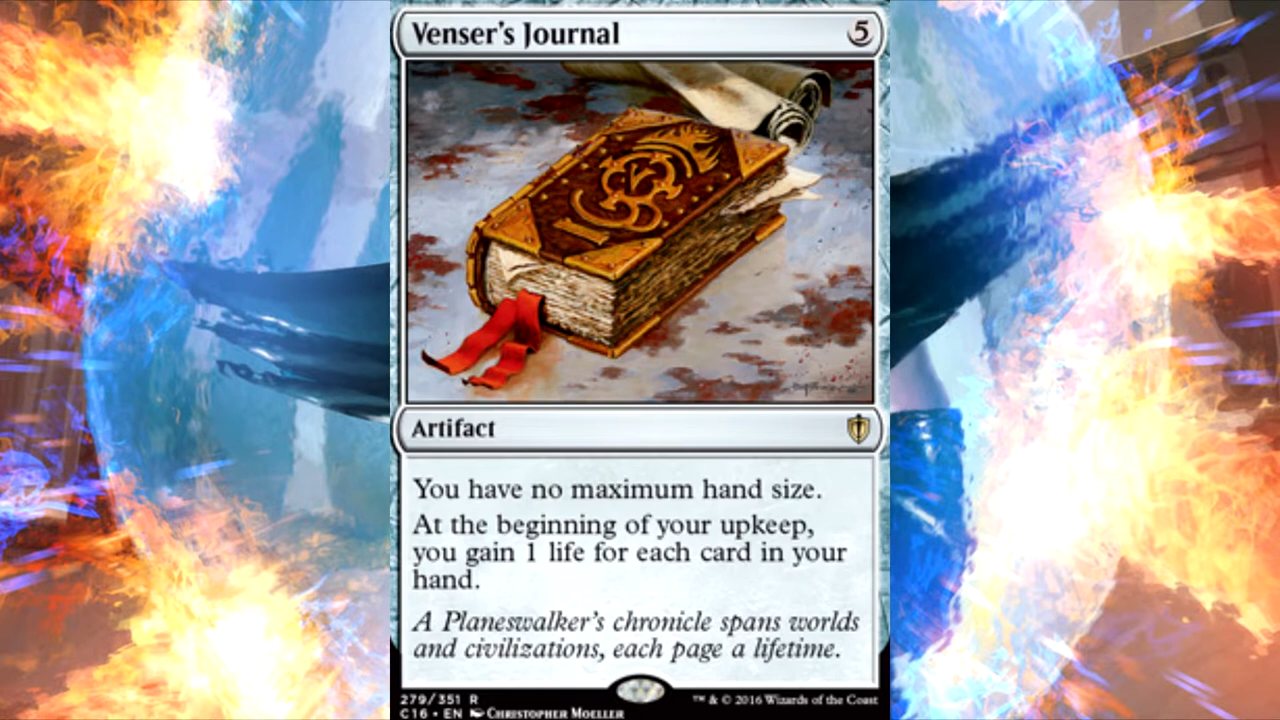 Venser's Journal 5
Artifact
You have no maximum hand size.
At the beginning of your upkeep,
you gain 1 life for each card in your
hand.
A Planeswalker's chronicle spans worlds
and civilizations, each page a lifetime.
279/351 R
™ & © 2016 Wizards of the Coast
C16 • EN Christopher Moeller